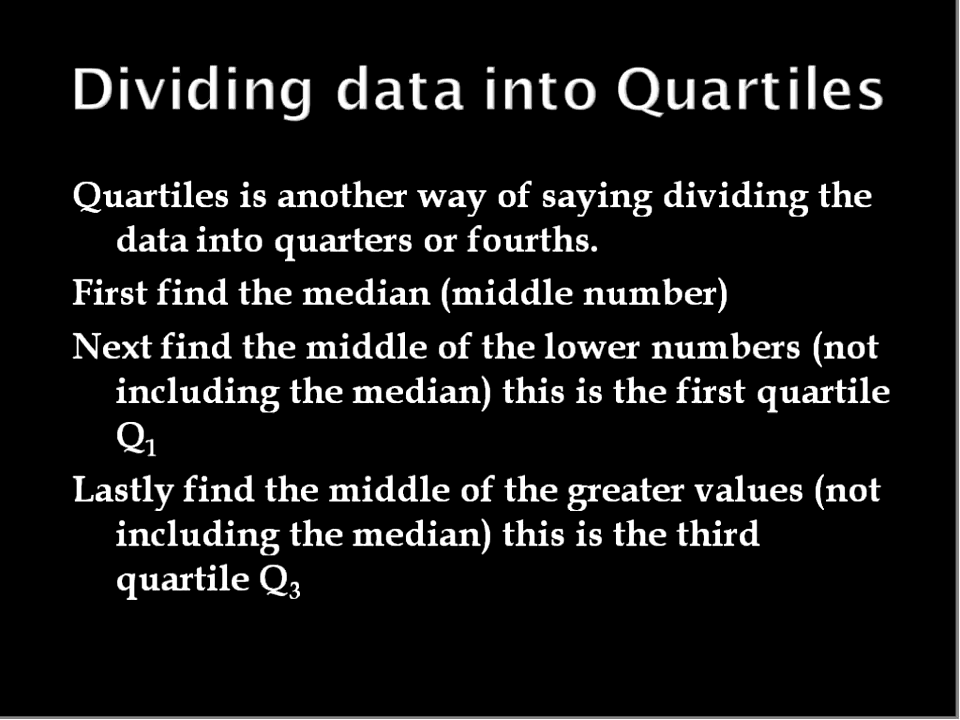 Dividing data into Quartiles
Quartiles is another way of saying dividing the
data into quarters or fourths.
First find the median (middle number)
Next find the middle of the lower numbers (not
including the median) this is the first quartile
Q₁
Lastly find the middle of the greater values (not
including the median) this is the third
quartile Q₃